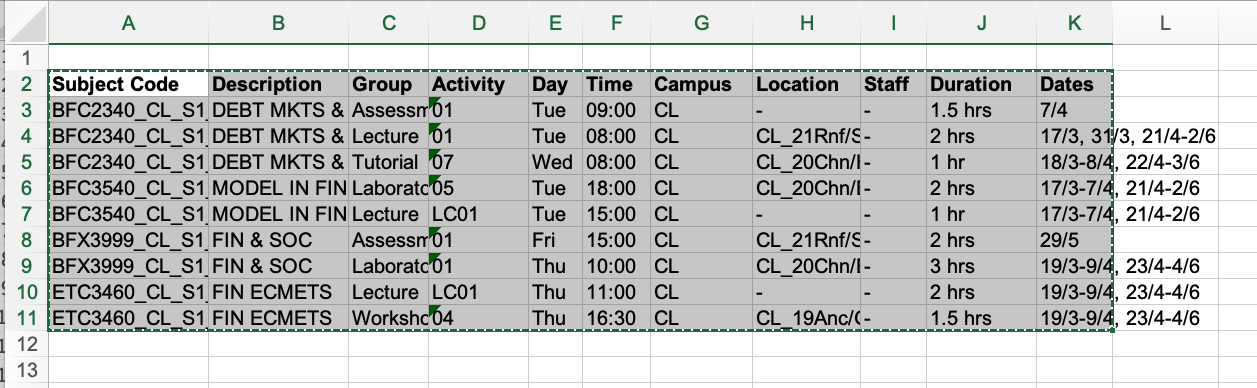 A B C D E F G H I J K L
1
2 Subject Code Description Group Activity Day Time Campus Location Staff Duration Dates
3 BFC2340_CL_S1_ DEBT MKTS & Assessm 01 Tue 09:00 CL - - 1.5 hrs 7/4
4 BFC2340_CL_S1_ DEBT MKTS & Lecture 01 Tue 08:00 CL CL_21Rnf/S - 2 hrs 17/3, 31/3, 21/4-2/6
5 BFC2340_CL_S1_ DEBT MKTS & Tutorial 07 Wed 08:00 CL CL_20Chn/ - 1 hr 18/3-8/4, 22/4-3/6
6 BFC3540_CL_S1_ MODEL IN FIN Laborato 05 Tue 18:00 CL CL_20Chn/ - 2 hrs 17/3-7/4, 21/4-2/6
7 BFC3540_CL_S1_ MODEL IN FIN Lecture LC01 Tue 15:00 CL - - 1 hr 17/3-7/4, 21/4-2/6
8 BFX3999_CL_S1_ FIN & SOC Assessm 01 Fri 15:00 CL CL_21Rnf/S - 2 hrs 29/5
9 BFX3999_CL_S1_ FIN & SOC Laborato 01 Thu 10:00 CL CL_20Chn/ - 3 hrs 19/3-9/4, 23/4-4/6
10 ETC3460_CL_S1_ FIN ECMETS Lecture LC01 Thu 11:00 CL - - 2 hrs 19/3-9/4, 23/4-4/6
11 ETC3460_CL_S1_ FIN ECMETS Worksho 04 Thu 16:30 CL CL_19Anc/ - 1.5 hrs 19/3-9/4, 23/4-4/6
12
13